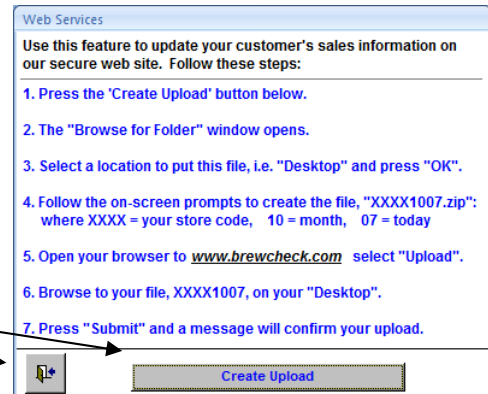 Web Services
Use this feature to update your customer's sales information on
our secure web site.  Follow these steps:
1. Press the 'Create Upload' button below.
2. The "Browse for Folder" window opens.
3. Select a location to put this file, i.e. "Desktop" and press "OK".
4. Follow the on-screen prompts to create the file, "XXXX1007.zip":
where XXXX = your store code,   10 = month,   07 = today
5. Open your browser to www.brewcheck.com select "Upload".
6. Browse to your file, XXXX1007, on your "Desktop".
7. Press "Submit" and a message will confirm your upload.
Create Upload